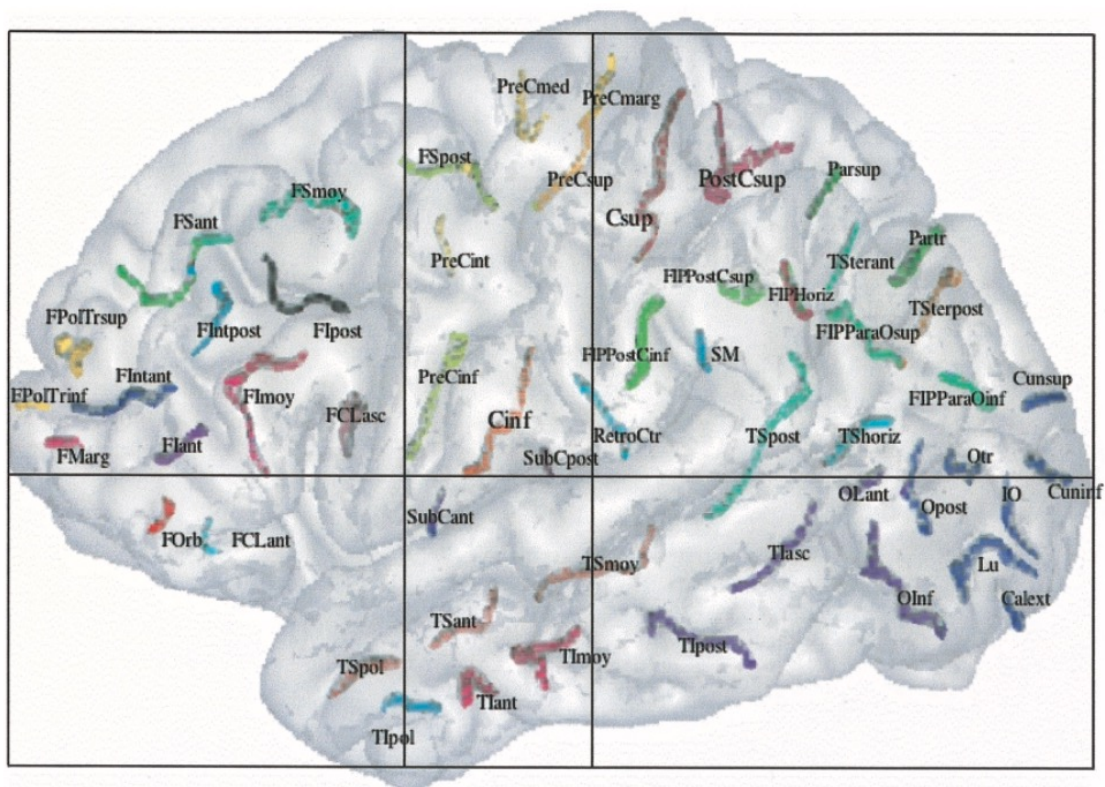 PreCmed
PreCmarg
FSpost
PreCsup
PostCsup
Parsup
FSmoy
FSant
Csup
Partr
PreCint
TSterant
FIPPostCsup
FIPHoriz
TSterpost
FPolTrsup
FIntpost
FIpost
FIPParaOsup
FIPPostCinf
SM
PreCinf
FIntant
Cunsup
FPolTrinf
FImoy
FIPParaOinf
FCLasc
Cinf
RetroCtr
TSpost
TShoriz
FMarg
FIant
SubCpost
Otr
OLant
IO
Cuninf
Opost
SubCant
FOrb
FCLant
TIasc
TSmoy
Lu
OInf
Calext
TSant
TIpost
TImoy
TSpol
TIant
TIpol